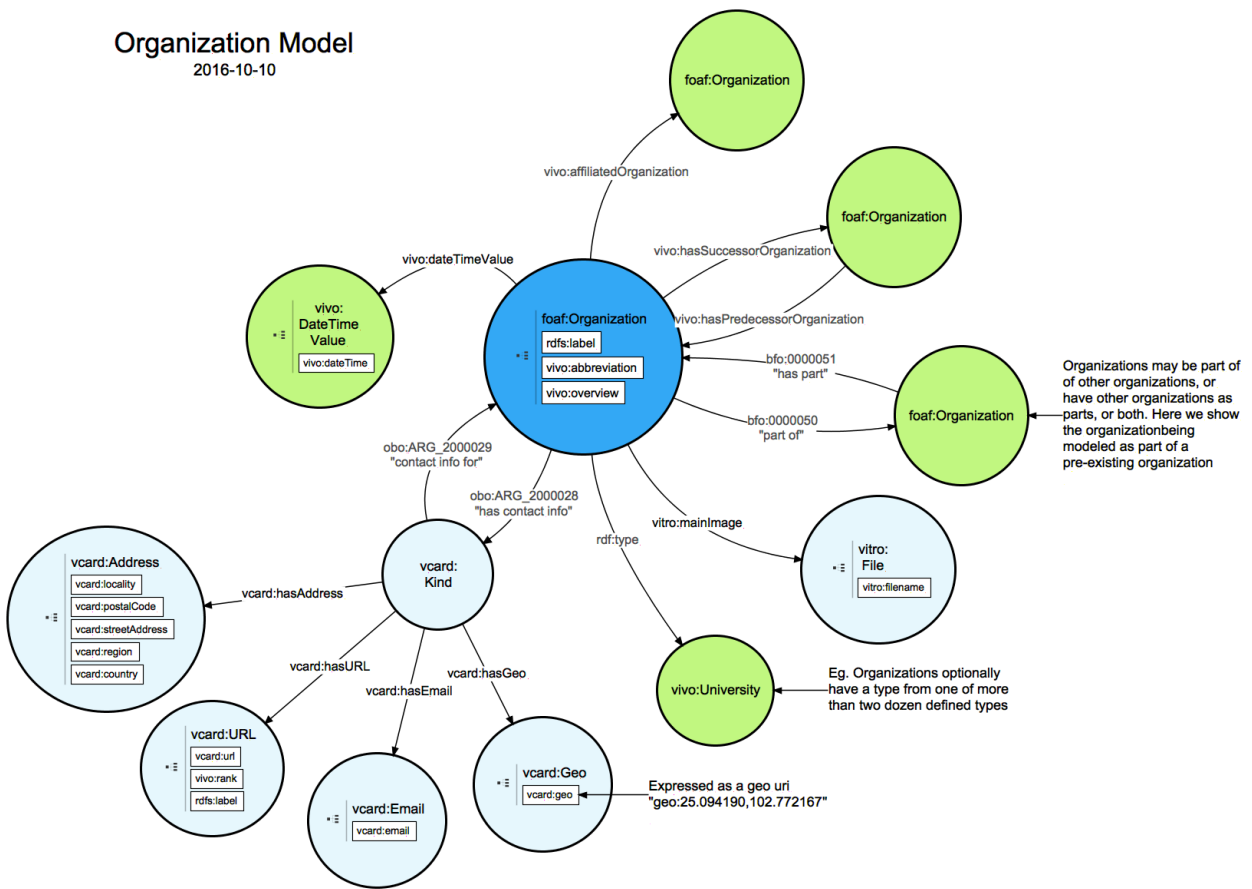 Organization Model
2016-10-10
foaf:Organization
vivo:affiliatedOrganization
foaf:Organization
vivo:hasSuccessorOrganization
vivo:dateTimeValue
vivo:
DateTime
Value
vivo:dateTime
foaf:Organization
rdfs:label
vivo:abbreviation
vivo:overview
vivo:hasPredecessorOrganization
bfo:0000051
"has part"
foaf:Organization
bfo:0000050
"part of"
Organizations may be part of
of other organizations, or
have other organizations as
parts, or both. Here we show
the organizationbeing
modeled as part of a
pre-existing organization
obo:ARG_2000029
"contact info for"
obo:ARG_2000028
"has contact info"
vitro:mainImage
rdf:type
vitro:
File
vitro:filename
vcard:
Kind
vcard:Address
vcard:locality
vcard:postalCode
vcard:streetAddress
vcard:region
vcard:country
vcard:hasAddress
vcard:hasURL
vcard:hasEmail
vcard:hasGeo
vivo:University
Eg. Organizations optionally
have a type from one of more
than two dozen defined types
vcard:URL
vcard:url
vivo:rank
rdfs:label
vcard:Email
vcard:email
vcard:Geo
vcard:geo
Expressed as a geo uri
"geo:25.094190,102.772167"